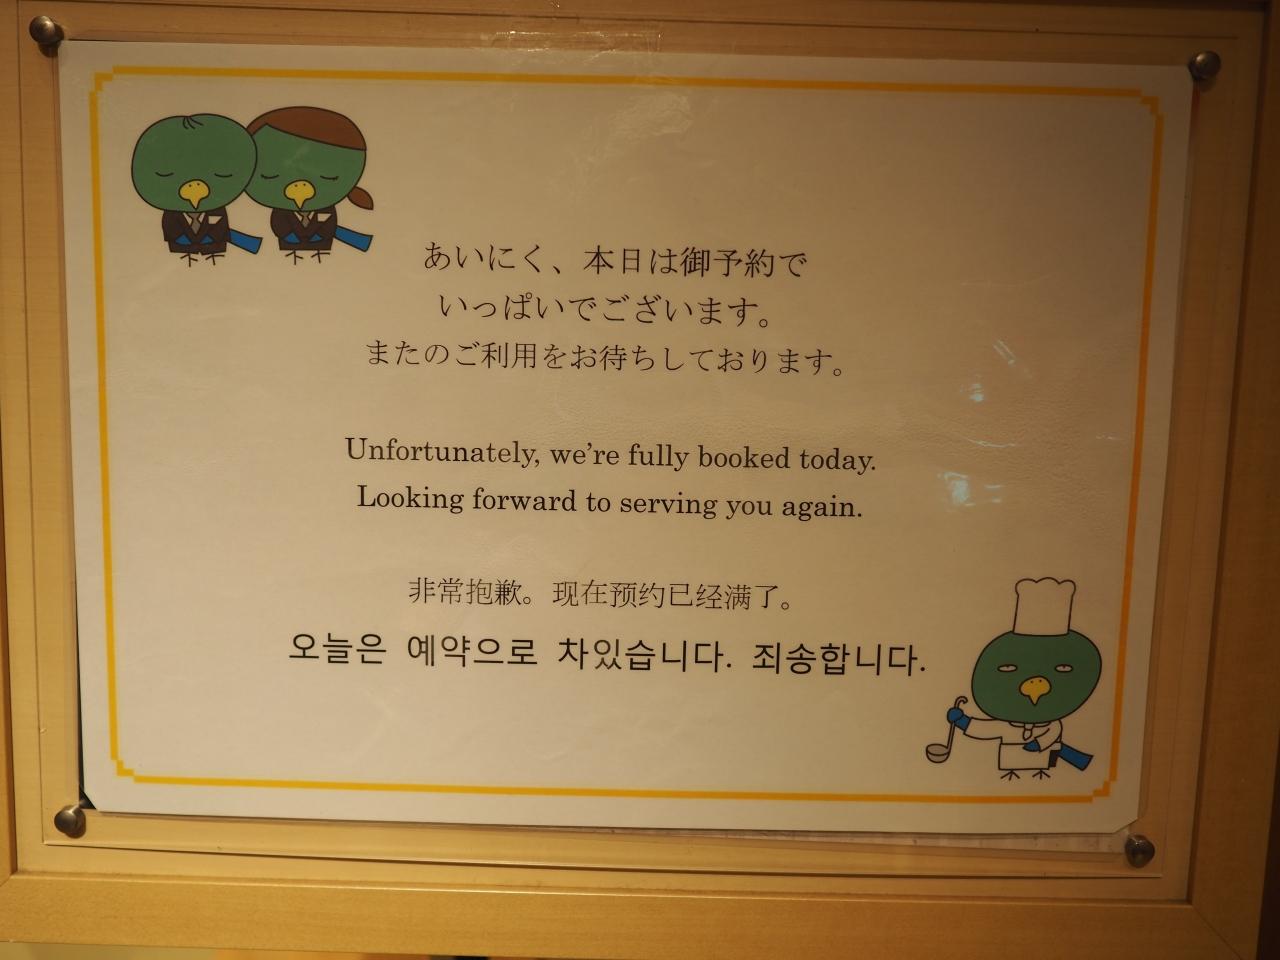 あいにく、本日は御予約で
いっぱいでございます。
またのご利用をお待ちしております。
Unfortunately, we're fully booked today.
Looking forward to serving you again.
非常抱歉。现在预约已经满了。
오늘은 예약으로 차있습니다. 죄송합니다.